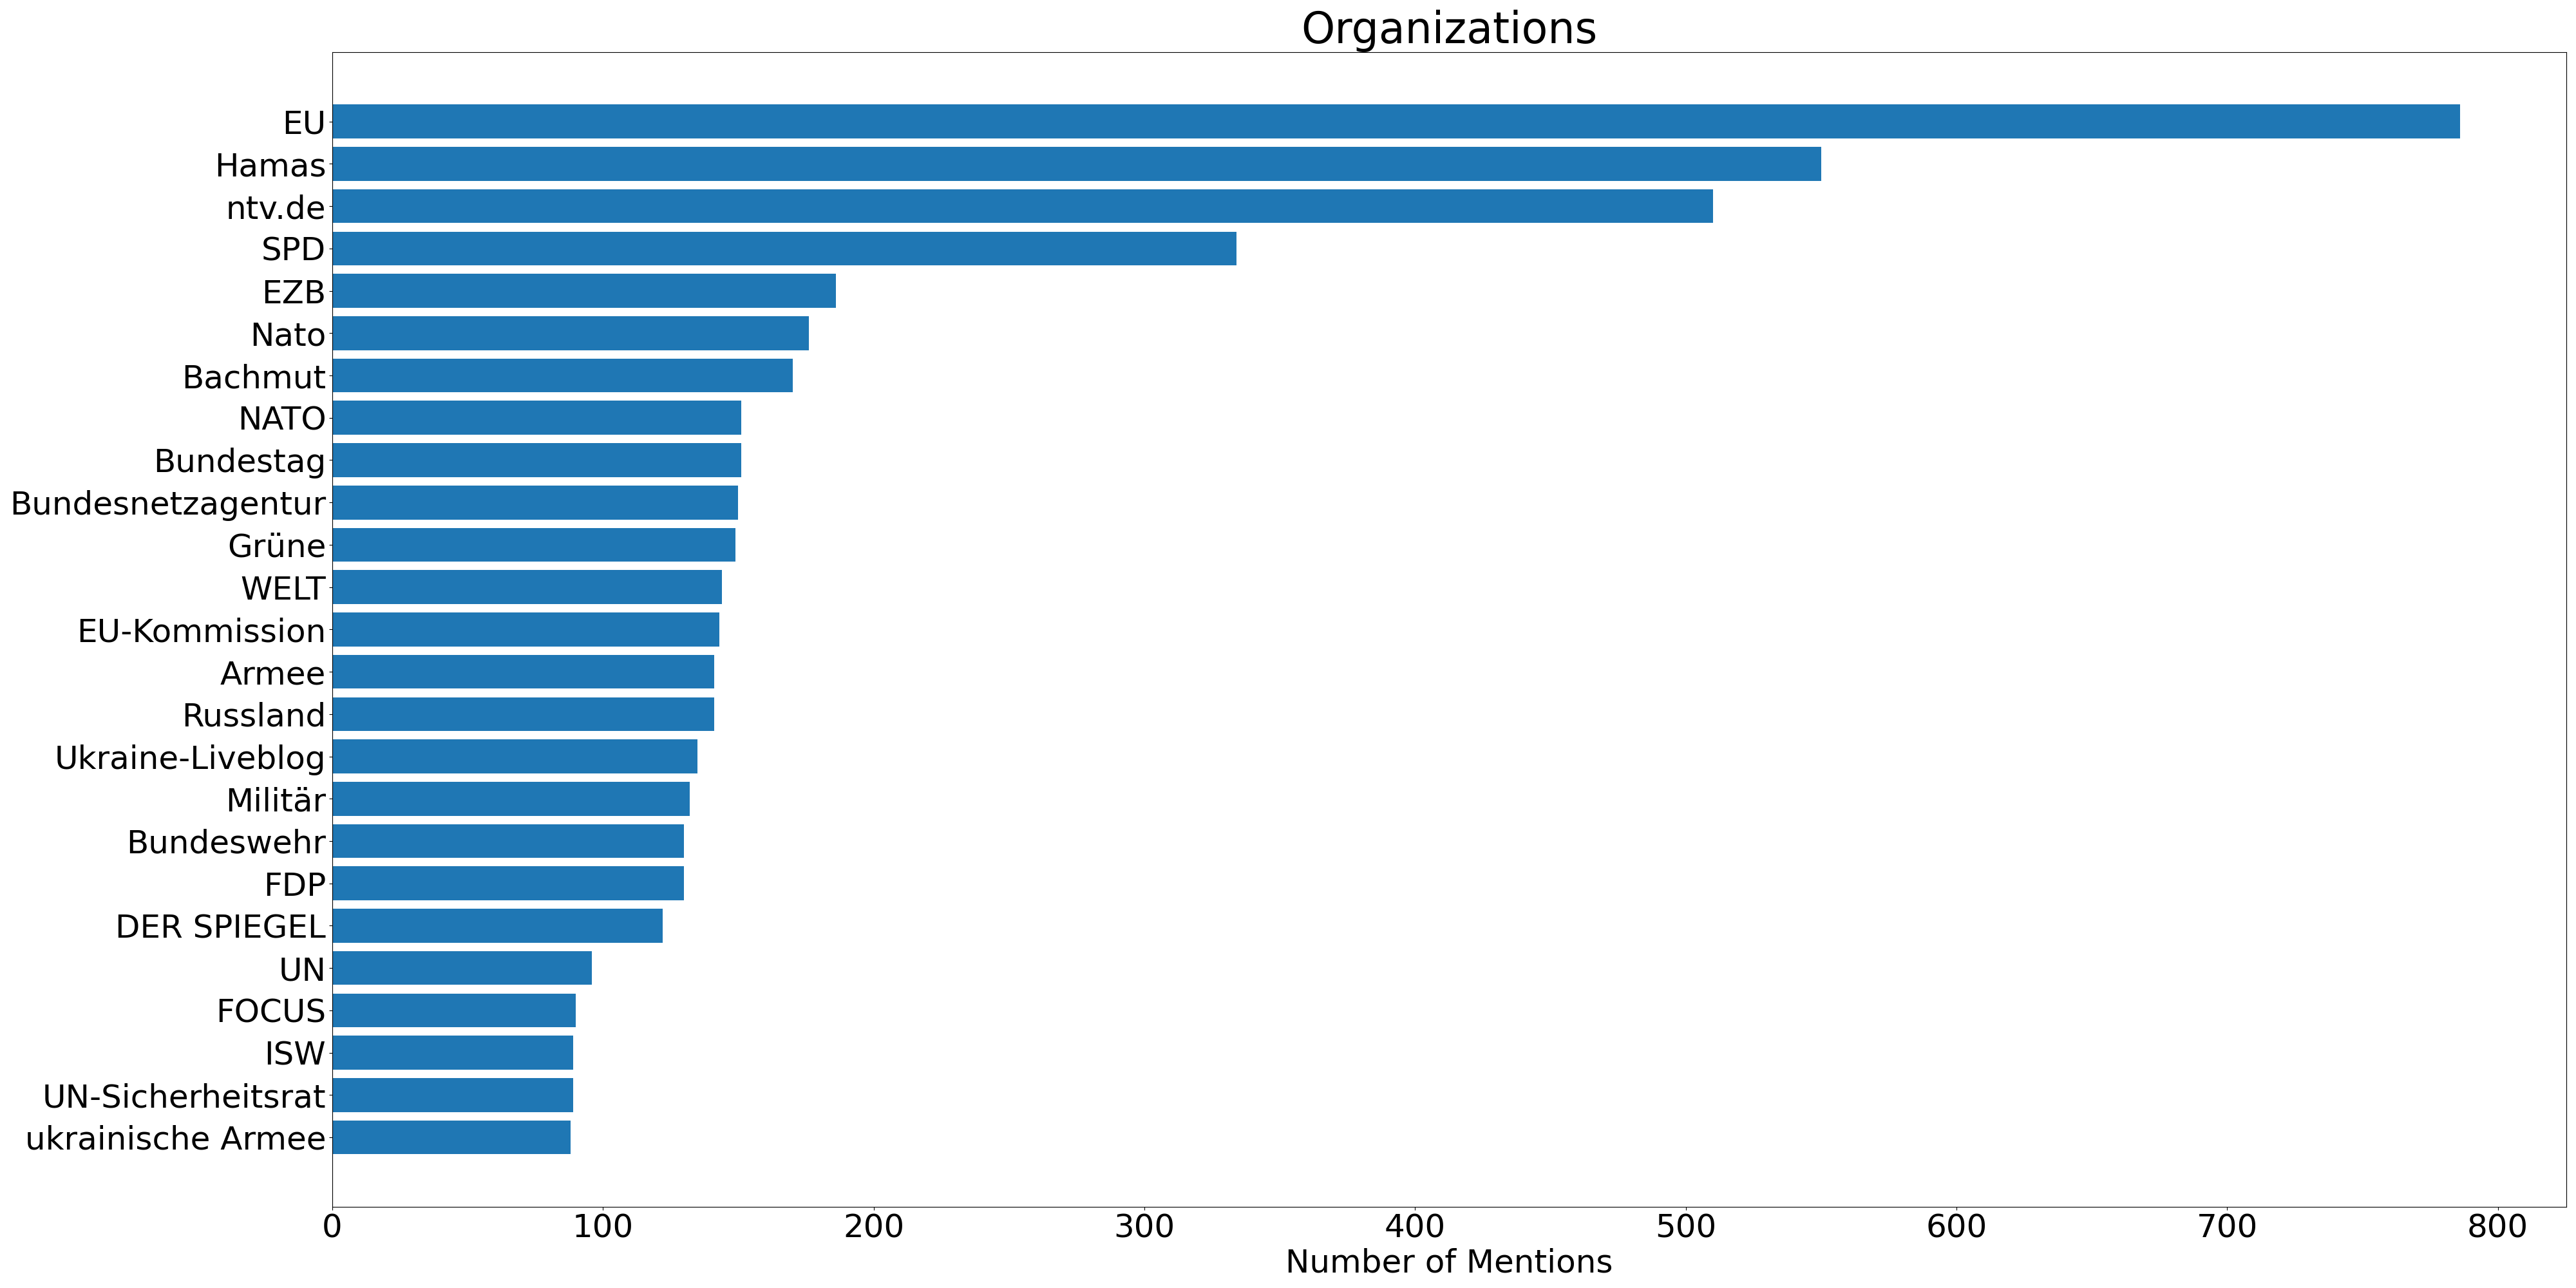 Organizations
EU
Hamas
ntv.de
SPD
EZB
Nato
Bachmut
NATO
Bundestag
Bundesnetzagentur
Grüne
WELT
EU-Kommission
Armee
Russland
Ukraine-Liveblog
Militär
Bundeswehr
FDP
DER SPIEGEL
UN
FOCUS
ISW
UN-Sicherheitsrat
ukrainische Armee
0 100 200 300 400 500 600 700 800
Number of Mentions